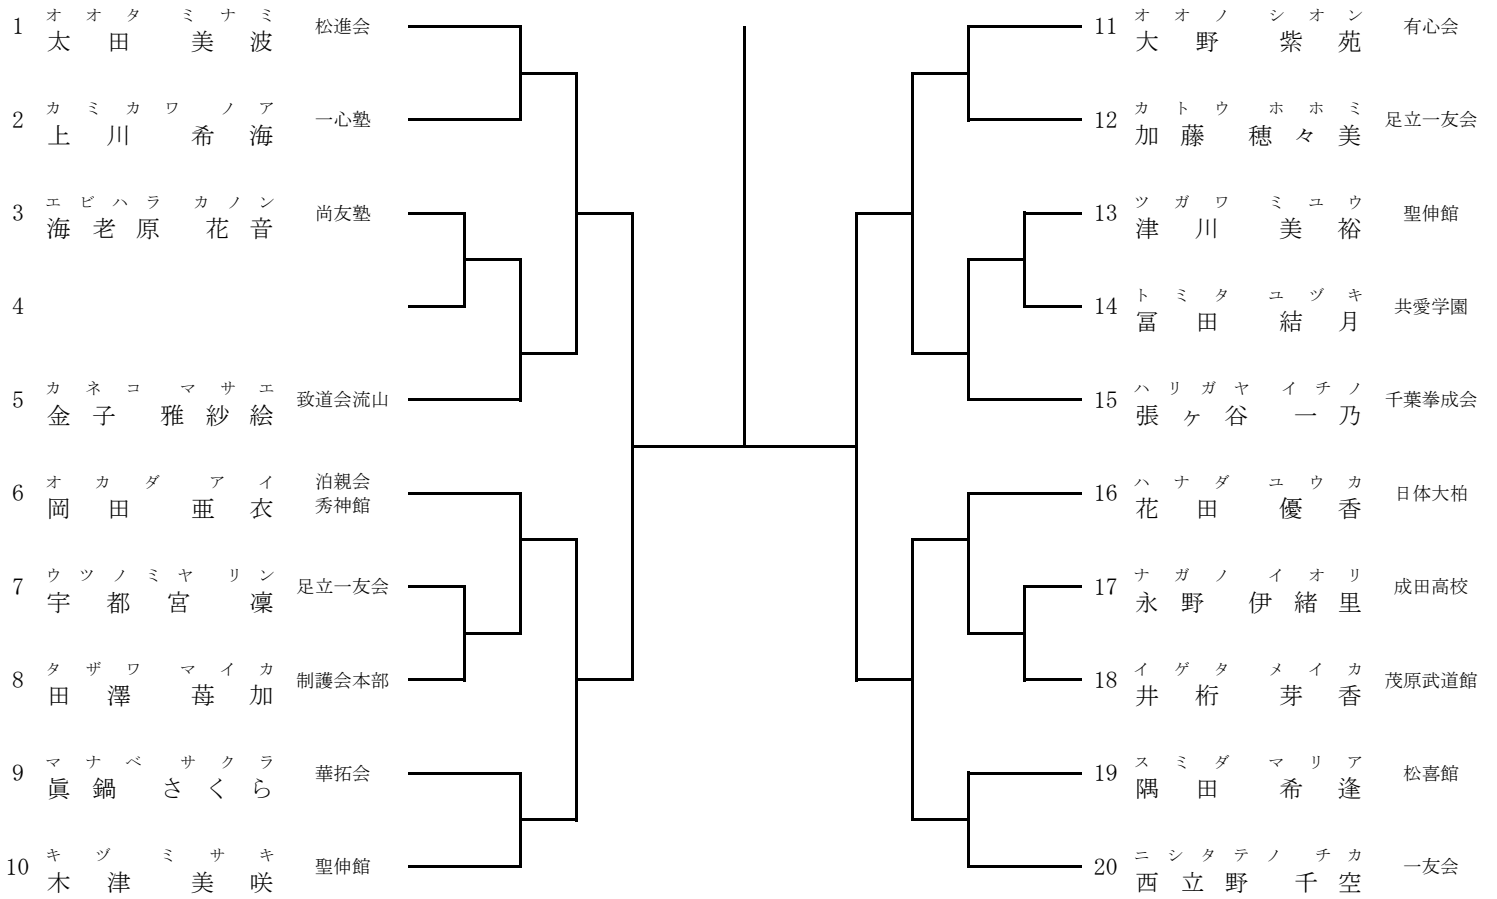 オオタ ミナミ
1 太田 美波 松進会
カミカワ ノア
2 上川 希海 一心塾
エビハラ カノン
3 海老原 花音 尚友塾
4
カネコ マサエ
5 金子 雅紗絵 致道会流山
オカダ アイ
6 岡田 亜衣 泊親会
秀神館
ウツノミヤ リン
7 宇都宮 凜 足立一友会
タザワ マイカ
8 田澤 苺加 制護会本部
マナベ サクラ
9 眞鍋 さくら 華拓会
キヅ ミサキ
10 木津 美咲 聖伸館
オオノ シオン
11 大野 紫苑 有心会
カトウ ホホミ
12 加藤 穂々美 足立一友会
ツガワ ミユウ
13 津川 美裕 聖伸館
トミタ ユヅキ
14 冨田 結月 共愛学園
ハリガヤ イチノ
15 張ヶ谷 一乃 千葉拳成会
ハナダ ユウカ
16 花田 優香 日体大柏
ナガノ イオリ
17 永野 伊緒里 成田高校
イゲタ メイカ
18 井桁 芽香 茂原武道館
スミダ マリア
19 隅田 希逢 松喜館
ニシタテノ チカ
20 西立野 千空 一友会